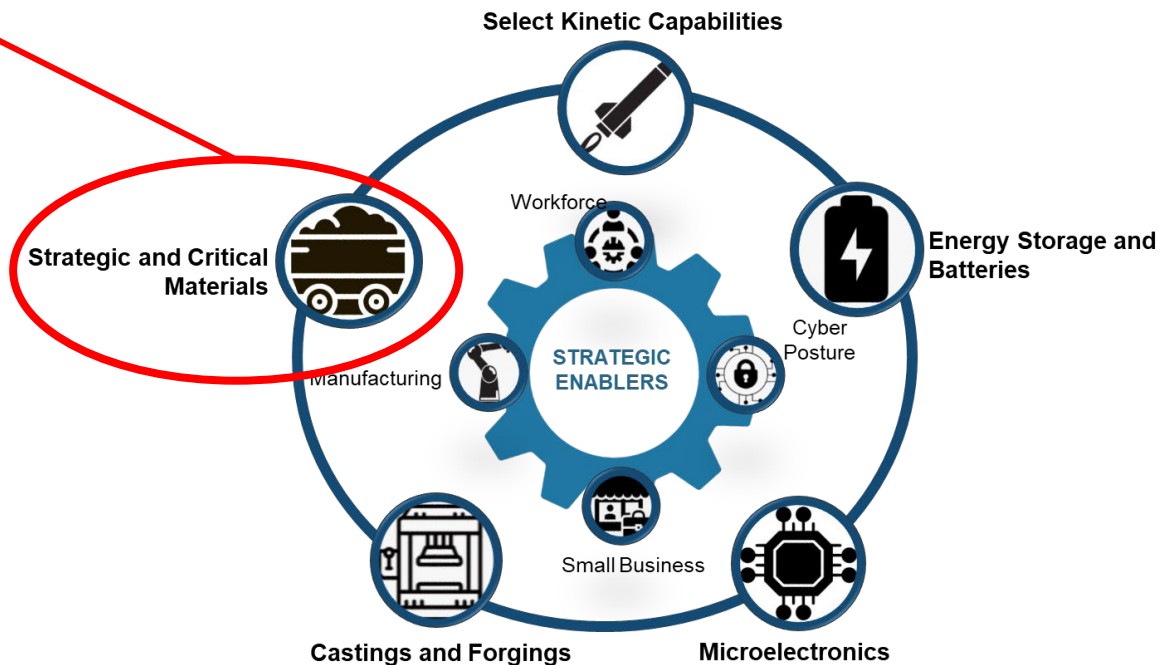 Select Kinetic Capabilities
Workforce
Strategic and Critical
Materials
Energy Storage and
Batteries
Cyber
Posture
STRATEGIC
ENABLERS
Manufacturing
Small Business
Castings and Forgings
Microelectronics